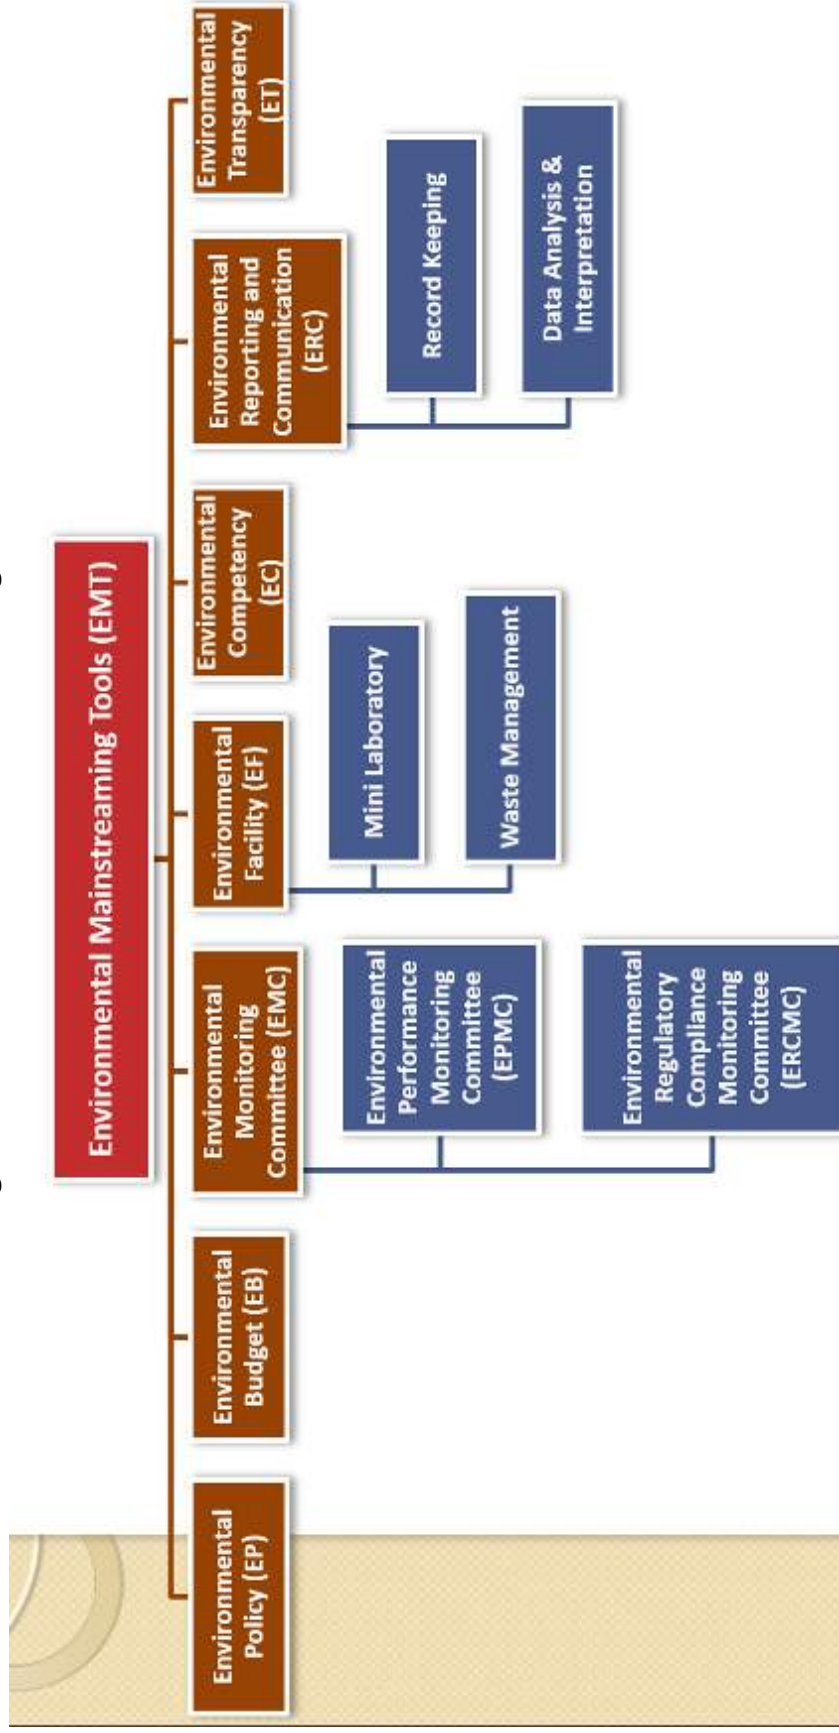 Environmental Mainstreaming Tools (EMT)
Environmental
Policy (EP)
Environmental
Budget (EB)
Environmental
Monitoring
Committee (EMC)
Environmental
Performance
Monitoring
Committee
(EPMC)
Environmental
Regulatory
Compliance
Monitoring
Committee
(ERCMC)
Environmental
Facility (EF)
Mini Laboratory
Waste Management
Environmental
Competency
(EC)
Environmental
Reporting and
Communication
(ERC)
Record Keeping
Data Analysis &
Interpretation
Environmental
Transparency
(ET)